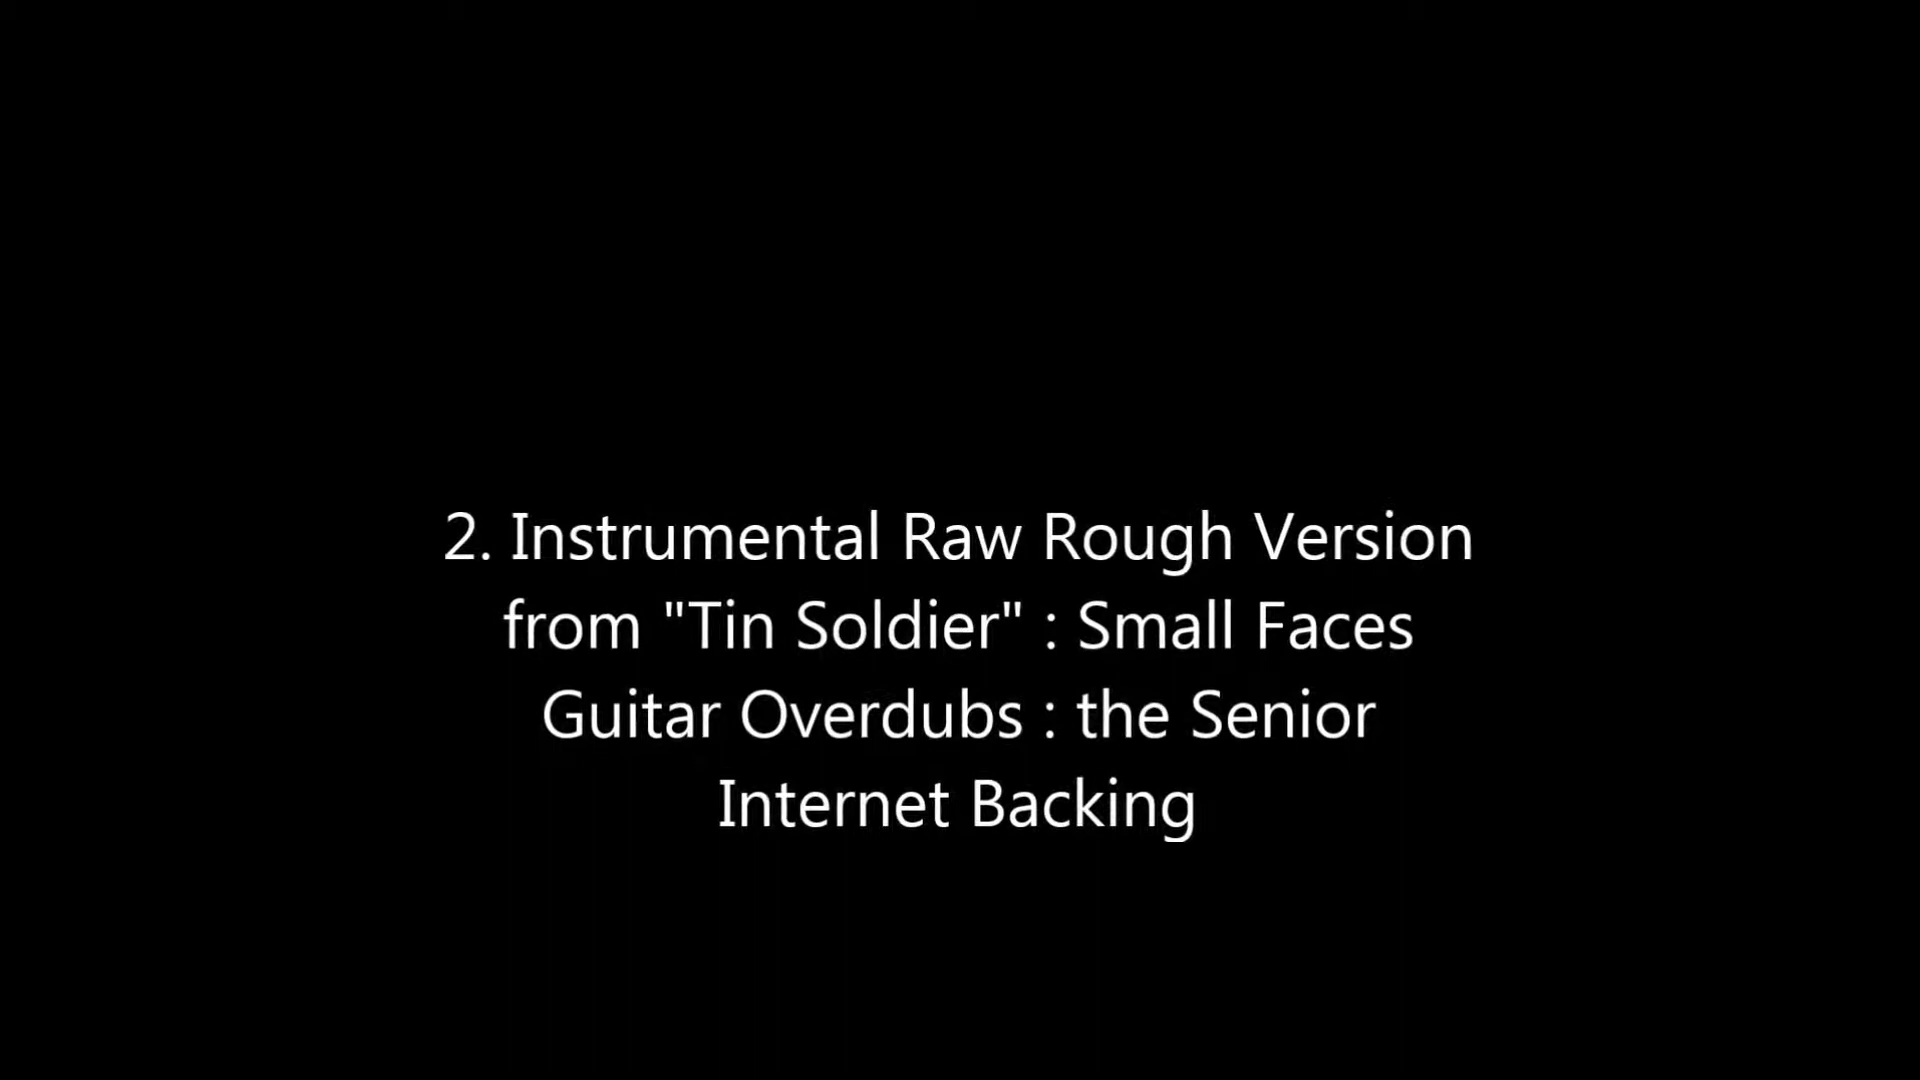 2. Instrumental Raw Rough Version
from "Tin Soldier" : Small Faces
Guitar Overdubs : the Senior
Internet Backing